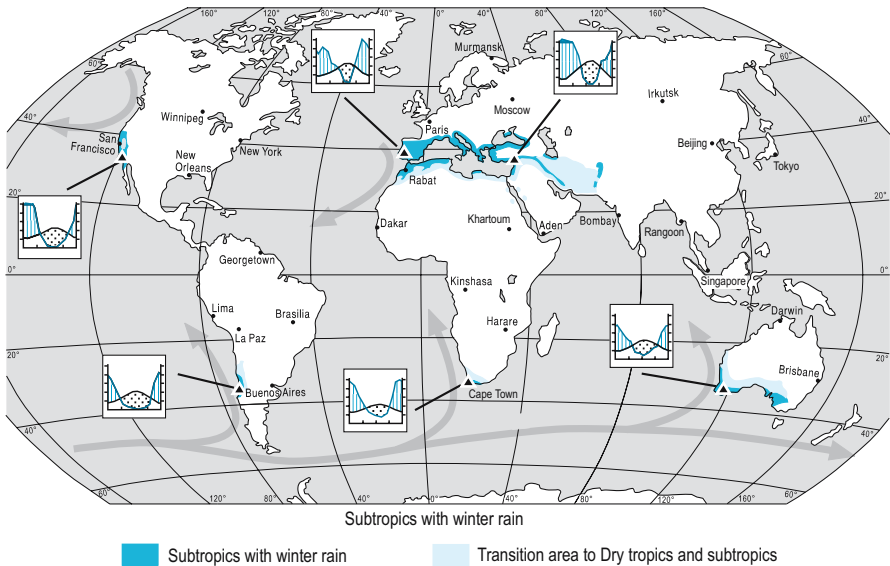 160°
120°
80°
40°
0°
40°
80°
120°
160°
Murmansk
60°
60°
Irkutsk
Moscow
Winnipeg
40°
40°
Paris
San
Francisco
New York
Beijing
New
Orleans
Tokyo
Rabat
20°
20°
Dakar
Khartoum
Aden
Bombay
Rangoon
Georgetown
0°
0°
Kinshasa
Singapore
Lima
Brasilia
Harare
Darwin
La Paz
20°
20°
Brisbane
Buenos Aires
Cape Town
40°
40°
60°
60°
120°
80°
40°
0°
40°
80°
160°
Subtropics with winter rain
Subtropics with winter rain
Transition area to Dry tropics and subtropics